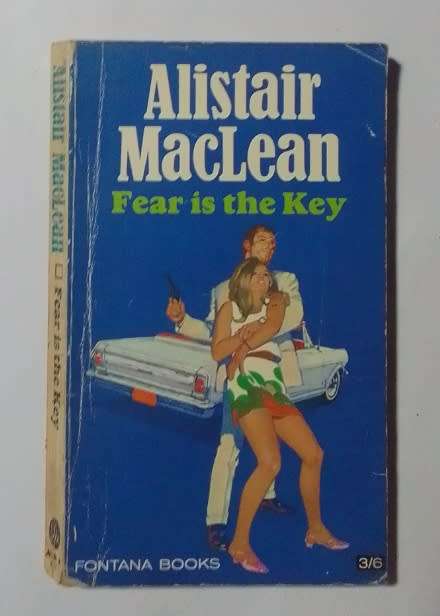 Alistair
MacLean
Fear is the Key
FONTANA BOOKS
3/6
Alistair MacLean □ Fear is the Key